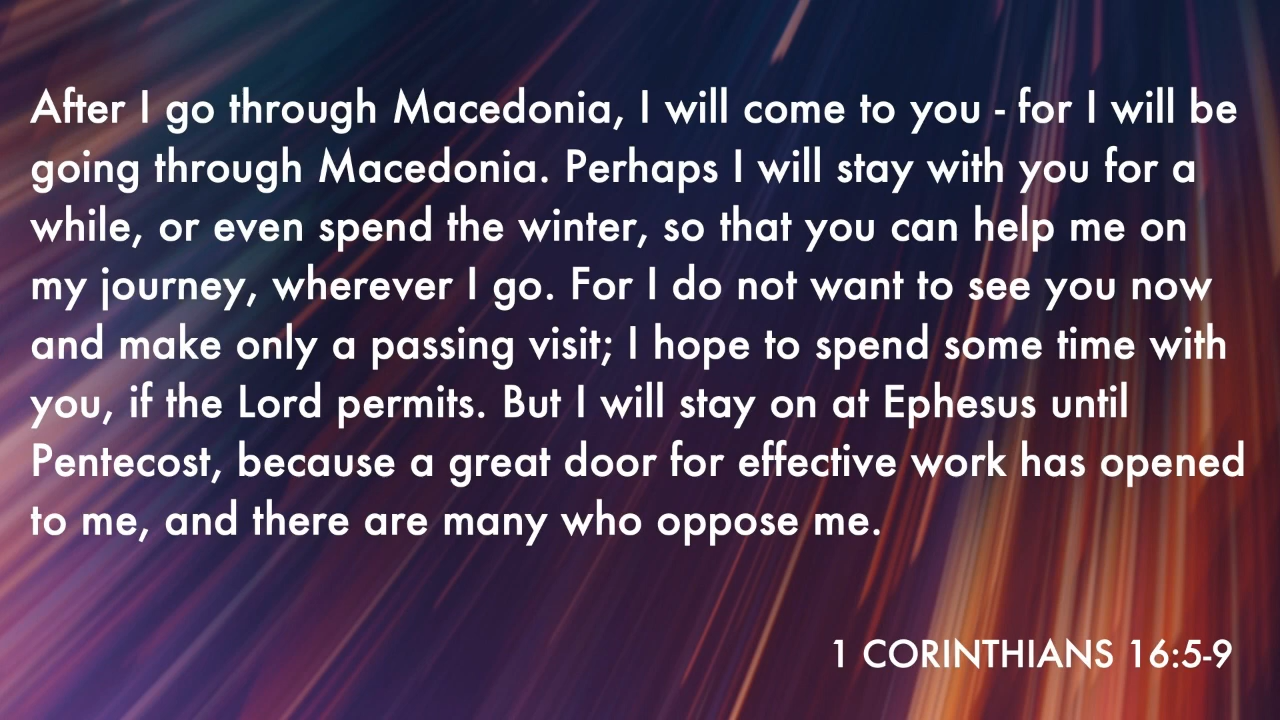 After I go through Macedonia, I will come to you - for I will be
going through Macedonia. Perhaps I will stay with you for a
while, or even spend the winter, so that you can help me on
my journey, wherever I go. For I do not want to see you now
and make only a passing visit; I hope to spend some time with
you, if the Lord permits. But I will stay on at Ephesus until
Pentecost, because a great door for effective work has opened
to me, and there are many who oppose me.
1 CORINTHIANS 16:5-9